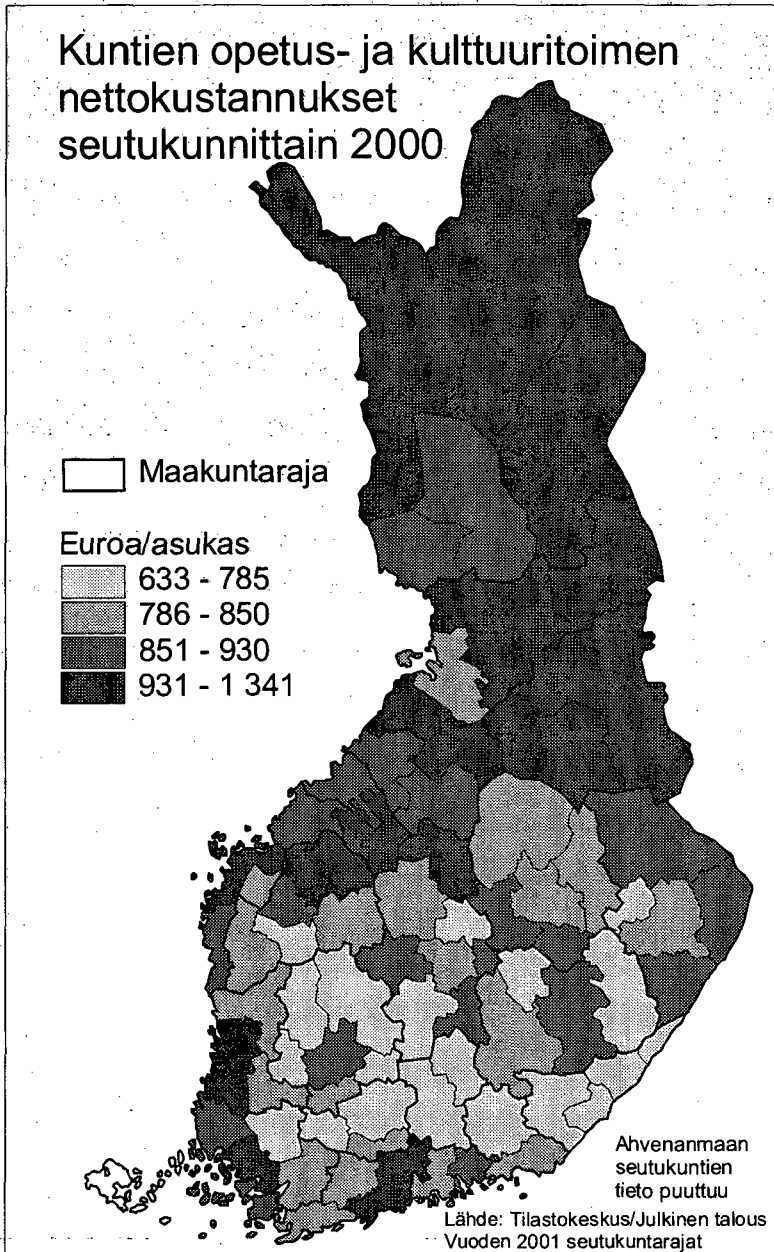 Kuntien opetus- ja kulttuuritoimen
nettokustannukset
seutukunnittain 2000
Maakuntaraja
Euroa/asukas
633 - 785
786 - 850
851 - 930
931 - 1 341
Ahvenanmaan
seutukuntien
tieto puuttuu
Lähde: Tilastokeskus/Julkinen talous
Vuoden 2001 seutukuntarajat